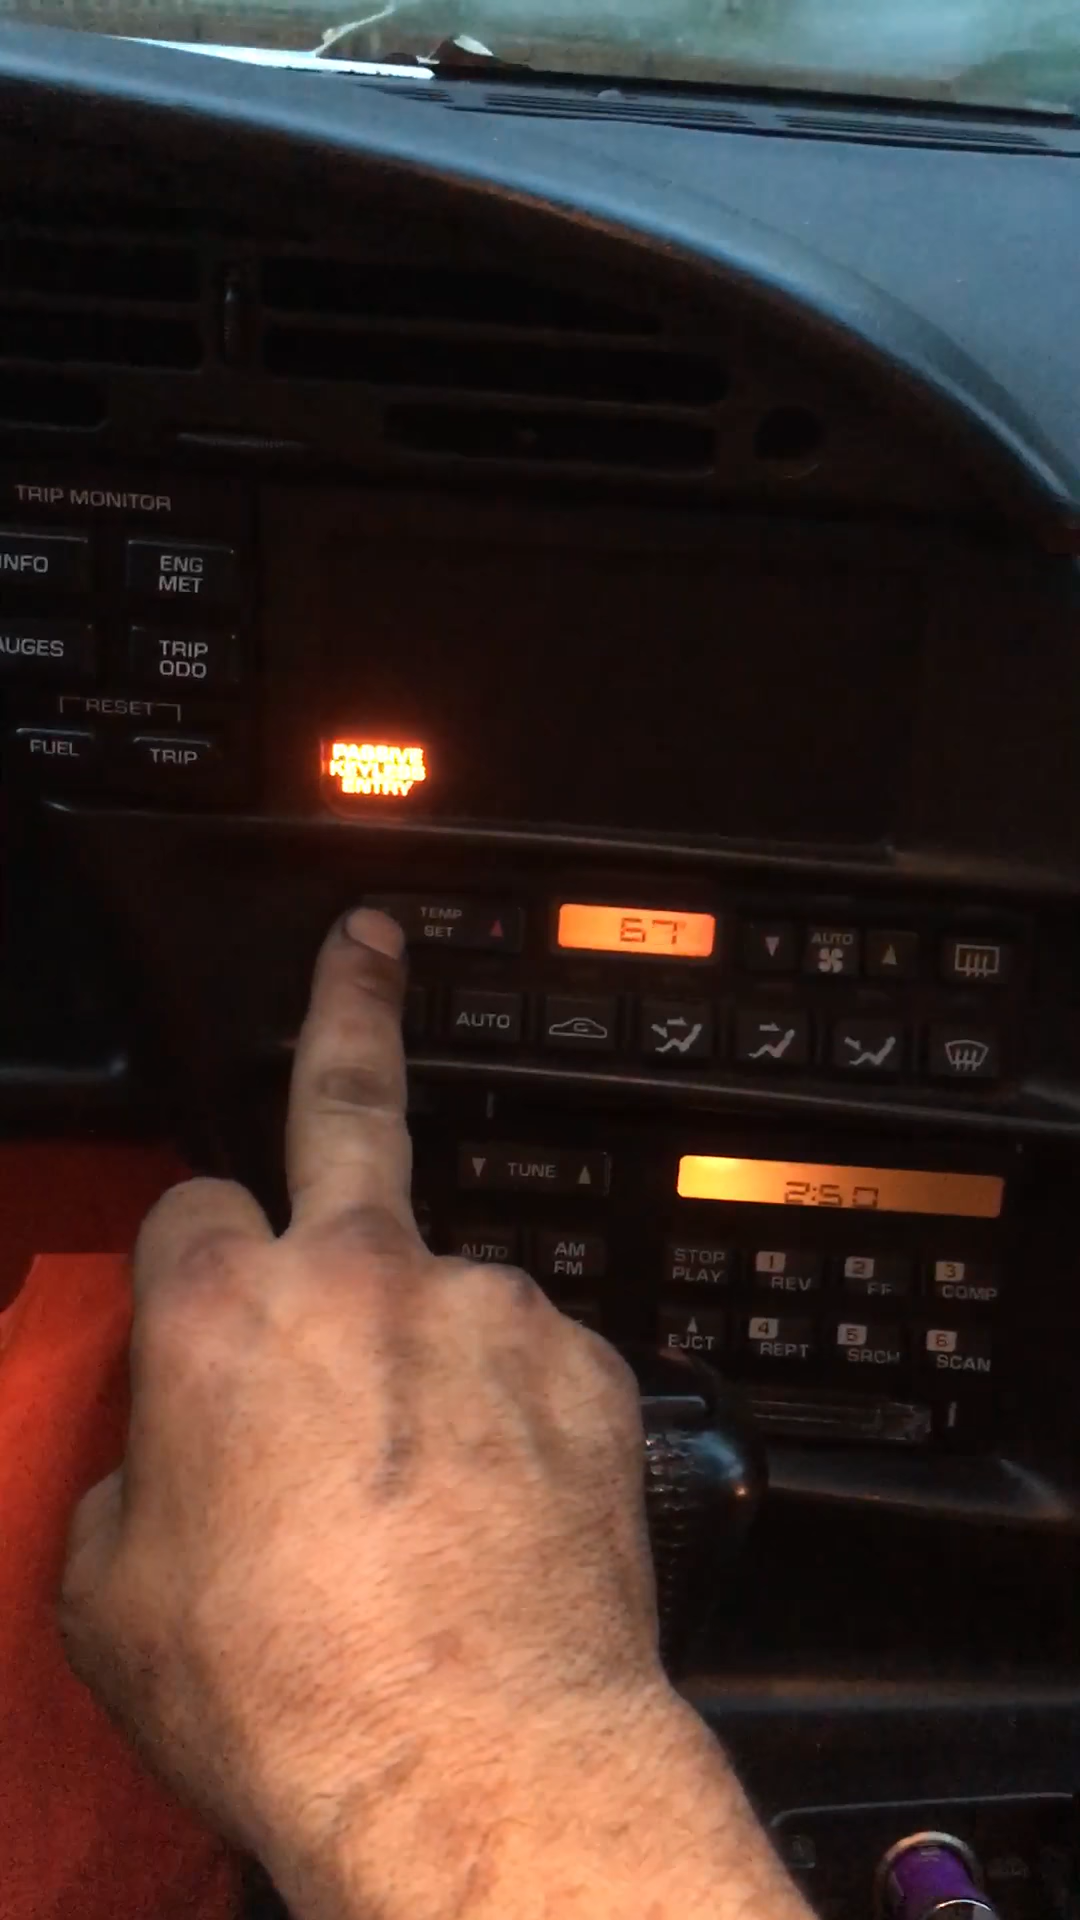 TRIP MONITOR
INFO
ENG
MET
AUGES
TRIP
ODO
RESET
FUEL
TRIP
PASSIVE
KEYLESS
ENTRY
TEMP
SET
67°
AUTO
AUTO
TUNE
2:50
AUTO
AM
FM
STOP
PLAY
1
REV
2
FF
3
COMP
EJCT
4
REPT
5
SRCH
6
SCAN